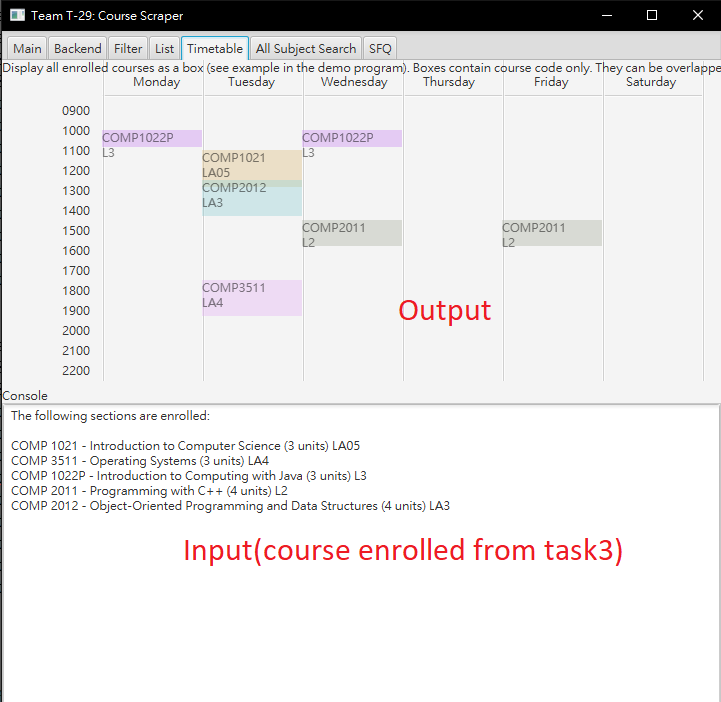 Team T-29: Course Scraper
Main Backend Filter List Timetable All Subject Search SFQ
Display all enrolled courses as a box (see example in the demo program). Boxes contain course code only. They can be overlappe
Monday Tuesday Wednesday Thursday Friday Saturday
0900
1000
COMP1022P COMP1022P
1100
L3 COMP1021 L3
1200
LA05
1300
COMP2012
LA3
1400
1500
COMP2011 COMP2011
L2 L2
1600
1700
1800
COMP3511
LA4
1900
Output
2000
2100
2200
Console
The following sections are enrolled:
COMP 1021 - Introduction to Computer Science (3 units) LA05
COMP 3511 - Operating Systems (3 units) LA4
COMP 1022P - Introduction to Computing with Java (3 units) L3
COMP 2011 - Programming with C++ (4 units) L2
COMP 2012 - Object-Oriented Programming and Data Structures (4 units) LA3
Input(course enrolled from task3)